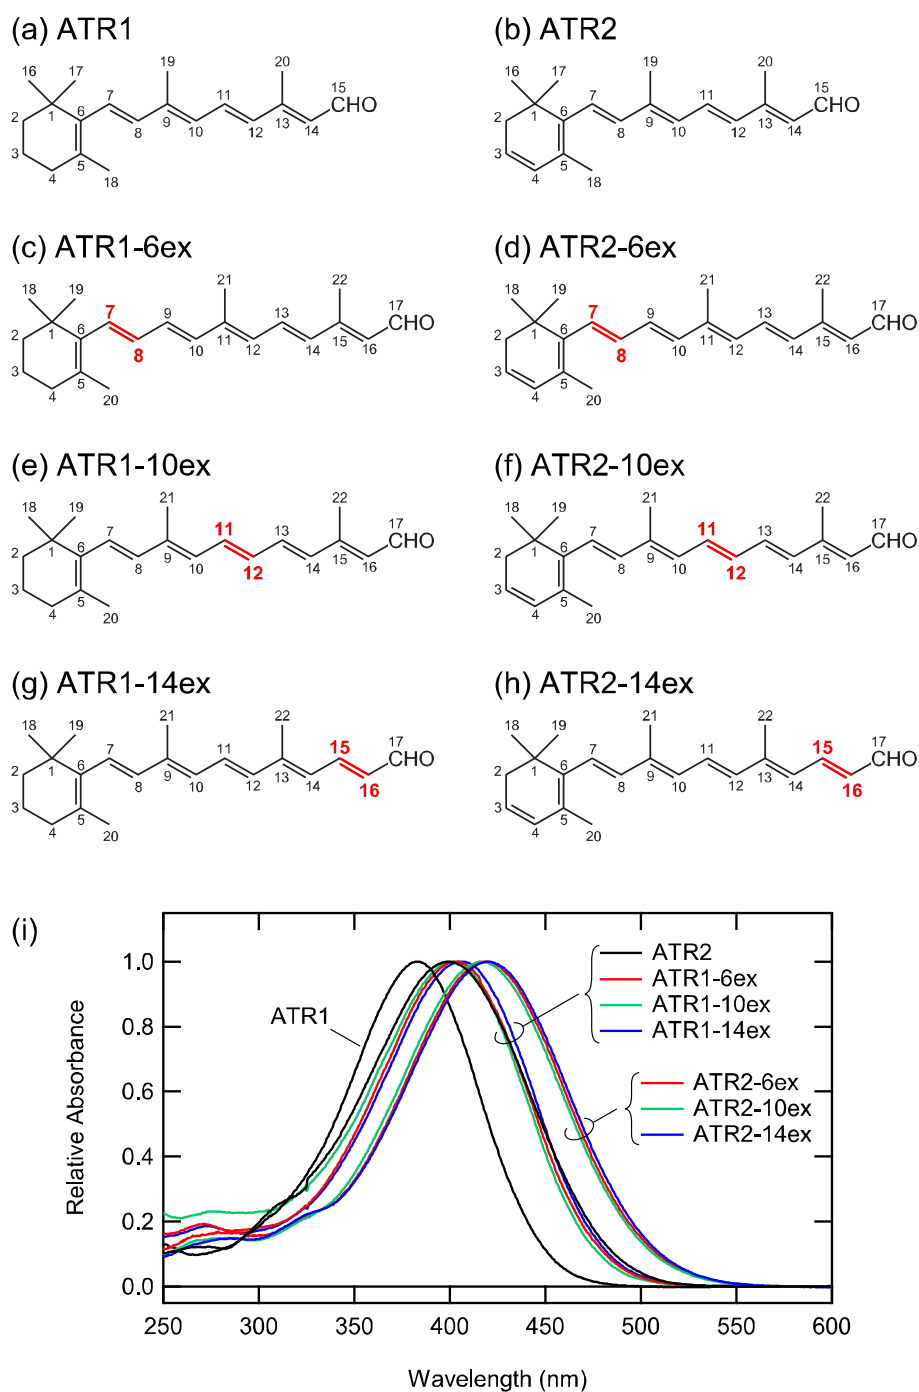 (a) ATR1
(b) ATR2
16 17 7 19 11 20 15
CHO
2 1 6 8 9 10 12 13 14
3 5
4 18
16 17 7 19 11 20 15
CHO
2 1 6 8 9 10 12 13 14
3 5
4 18
(c) ATR1-6ex
(d) ATR2-6ex
18 19 7 9 21 13 22 17
CHO
2 1 6 8 10 11 12 14 15 16
3 5
4 20
18 19 7 9 21 13 22 17
CHO
2 1 6 8 10 11 12 14 15 16
3 5
4 20
(e) ATR1-10ex
(f) ATR2-10ex
18 19 7 21 11 13 22 17
CHO
2 1 6 8 9 10 12 14 15 16
3 5
4 20
18 19 7 21 11 13 22 17
CHO
2 1 6 8 9 10 12 14 15 16
3 5
4 20
(g) ATR1-14ex
(h) ATR2-14ex
18 19 7 21 11 22 15 17
CHO
2 1 6 8 9 10 12 13 14 16
3 5
4 20
18 19 7 21 11 22 15 17
CHO
2 1 6 8 9 10 12 13 14 16
3 5
4 20
(i)
Relative Absorbance
1.0
0.8
0.6
0.4
0.2
0.0
ATR1
ATR2
ATR1-6ex
ATR1-10ex
ATR1-14ex
ATR2-6ex
ATR2-10ex
ATR2-14ex
250 300 350 400 450 500 550 600
Wavelength (nm)